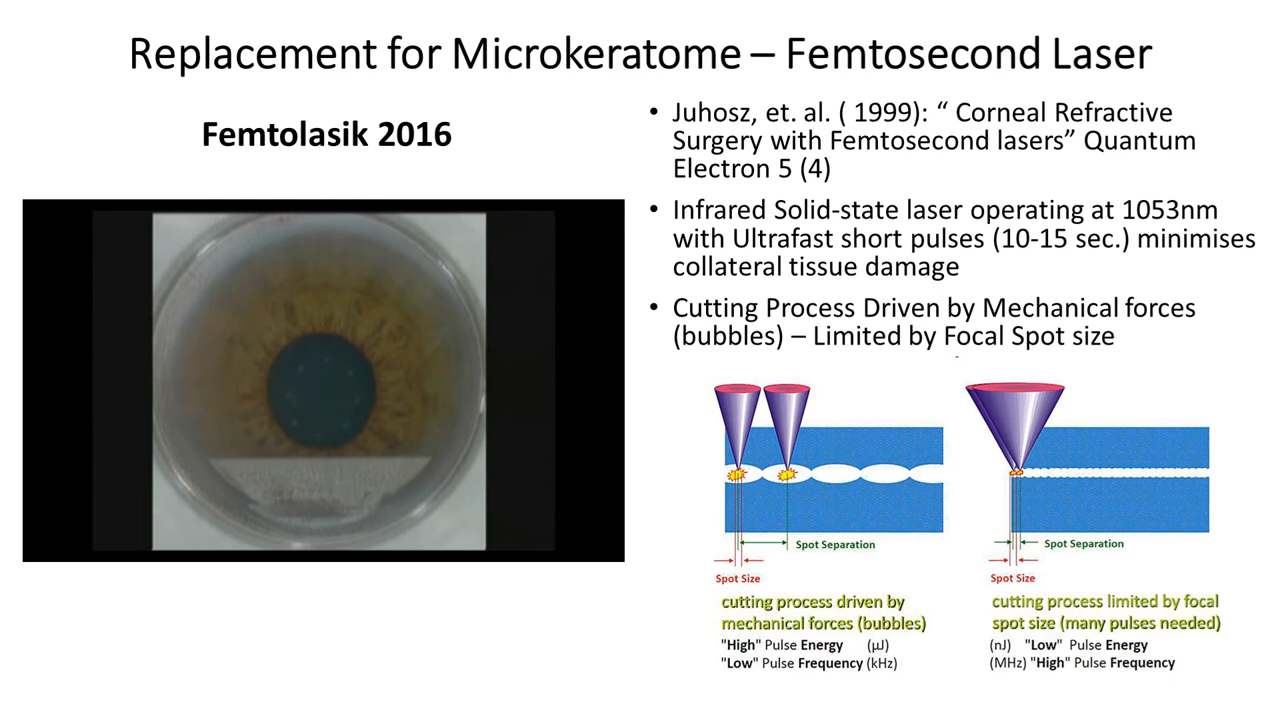 Replacement for Microkeratome – Femtosecond Laser
Femtolasik 2016
• Juhosz, et. al. ( 1999): “ Corneal Refractive
Surgery with Femtosecond lasers” Quantum
Electron 5 (4)
• Infrared Solid-state laser operating at 1053nm
with Ultrafast short pulses (10-15 sec.) minimises
collateral tissue damage
• Cutting Process Driven by Mechanical forces
(bubbles) – Limited by Focal Spot size
Spot Separation
Spot Size
cutting process driven by
mechanical forces (bubbles)
"High" Pulse Energy (µJ)
"Low" Pulse Frequency (kHz)
Spot Separation
Spot Size
cutting process limited by focal
spot size (many pulses needed)
(nJ) "Low" Pulse Energy
(MHz) "High" Pulse Frequency